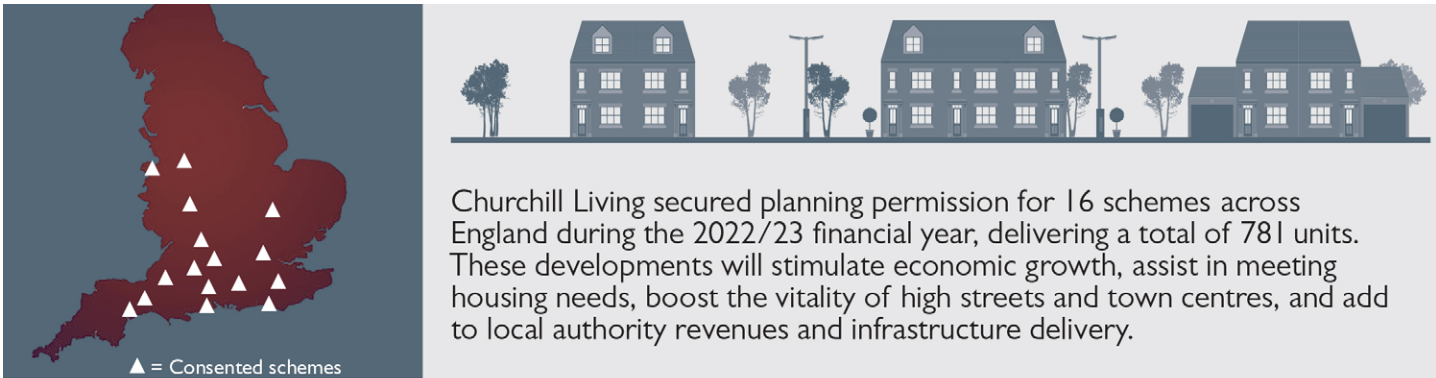 ▲ = Consented schemes
Churchill Living secured planning permission for 16 schemes across
England during the 2022/23 financial year, delivering a total of 781 units.
These developments will stimulate economic growth, assist in meeting
housing needs, boost the vitality of high streets and town centres, and add
to local authority revenues and infrastructure delivery.